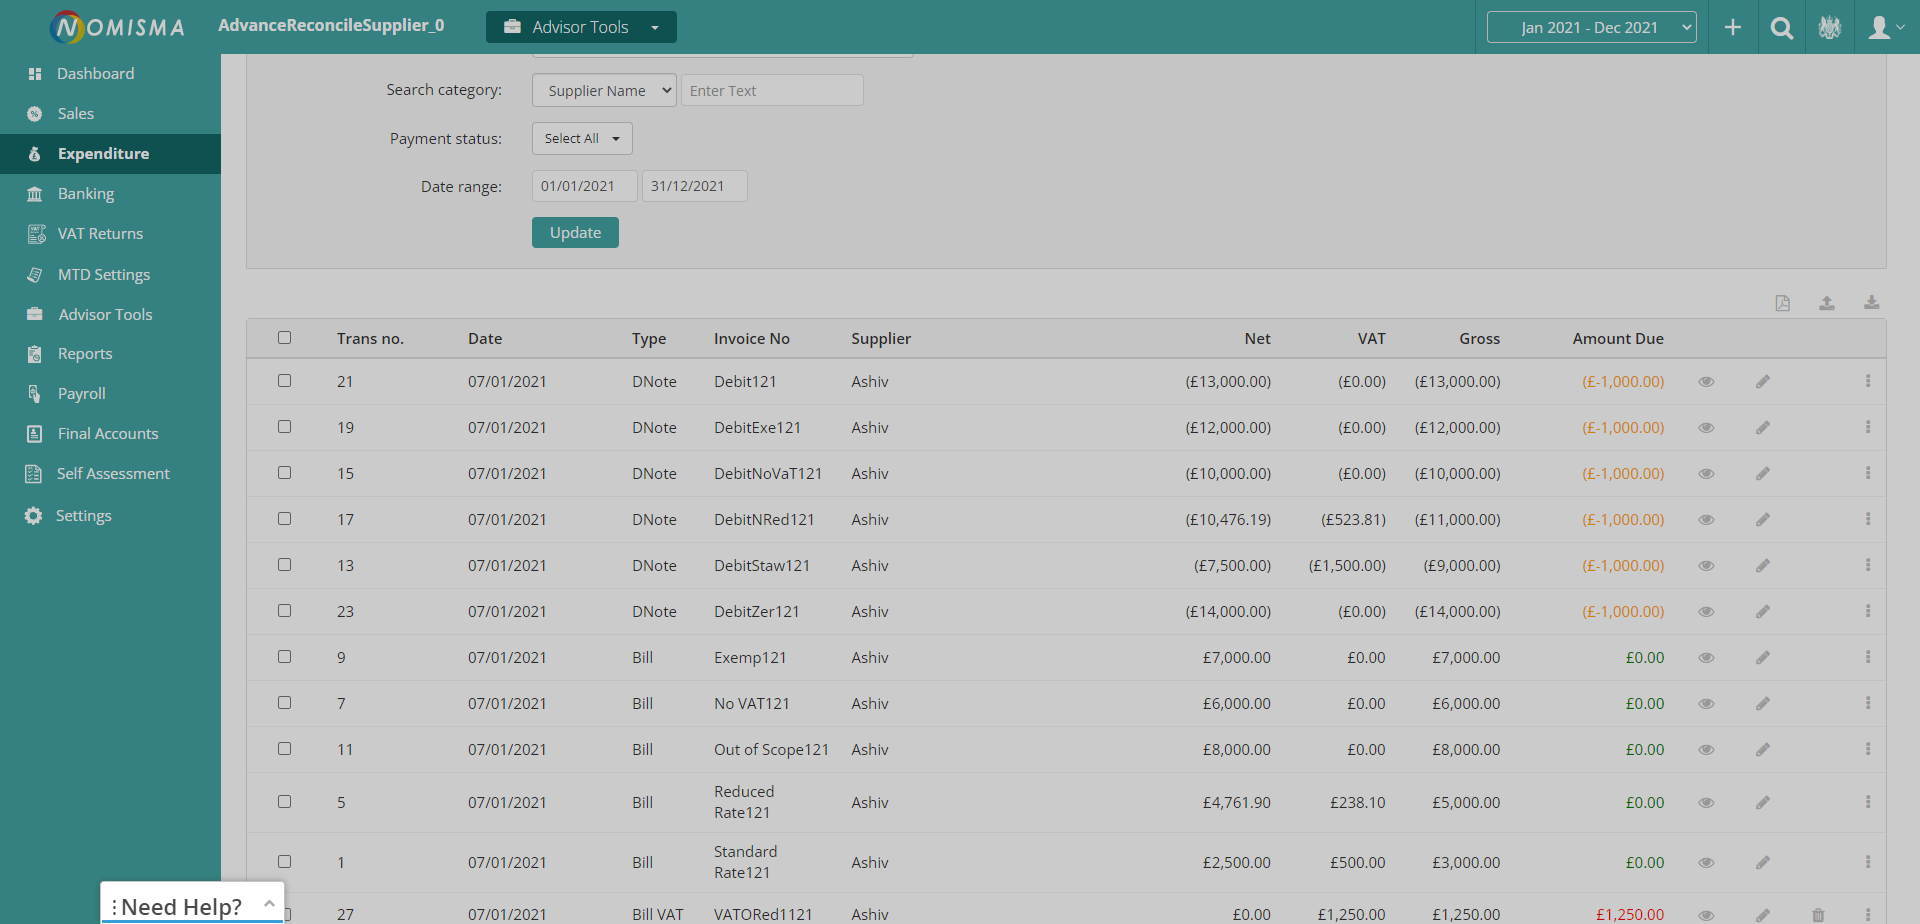 NOMISMA
AdvanceReconcileSupplier_0
Advisor Tools
Jan 2021 - Dec 2021
Dashboard
Sales
Expenditure
Banking
VAT Returns
MTD Settings
Advisor Tools
Reports
Payroll
Final Accounts
Self Assessment
Settings
Search category: Supplier Name Enter Text
Payment status: Select All
Date range: 01/01/2021 31/12/2021
Update
Trans no. Date Type Invoice No Supplier Net VAT Gross Amount Due
21 07/01/2021 DNote Debit121 Ashiv (£13,000.00) (£0.00) (£13,000.00) (£-1,000.00)
19 07/01/2021 DNote DebitExe121 Ashiv (£12,000.00) (£0.00) (£12,000.00) (£-1,000.00)
15 07/01/2021 DNote DebitNoVaT121 Ashiv (£10,000.00) (£0.00) (£10,000.00) (£-1,000.00)
17 07/01/2021 DNote DebitNRed121 Ashiv (£10,476.19) (£523.81) (£11,000.00) (£-1,000.00)
13 07/01/2021 DNote DebitStaw121 Ashiv (£7,500.00) (£1,500.00) (£9,000.00) (£-1,000.00)
23 07/01/2021 DNote DebitZer121 Ashiv (£14,000.00) (£0.00) (£14,000.00) (£-1,000.00)
9 07/01/2021 Bill Exemp121 Ashiv £7,000.00 £0.00 £7,000.00 £0.00
7 07/01/2021 Bill No VAT121 Ashiv £6,000.00 £0.00 £6,000.00 £0.00
11 07/01/2021 Bill Out of Scope121 Ashiv £8,000.00 £0.00 £8,000.00 £0.00
5 07/01/2021 Bill Reduced Rate121 Ashiv £4,761.90 £238.10 £5,000.00 £0.00
1 07/01/2021 Bill Standard Rate121 Ashiv £2,500.00 £500.00 £3,000.00 £0.00
27 07/01/2021 Bill VAT VATORed1121 Ashiv £0.00 £1,250.00 £1,250.00 £1,250.00
Need Help?